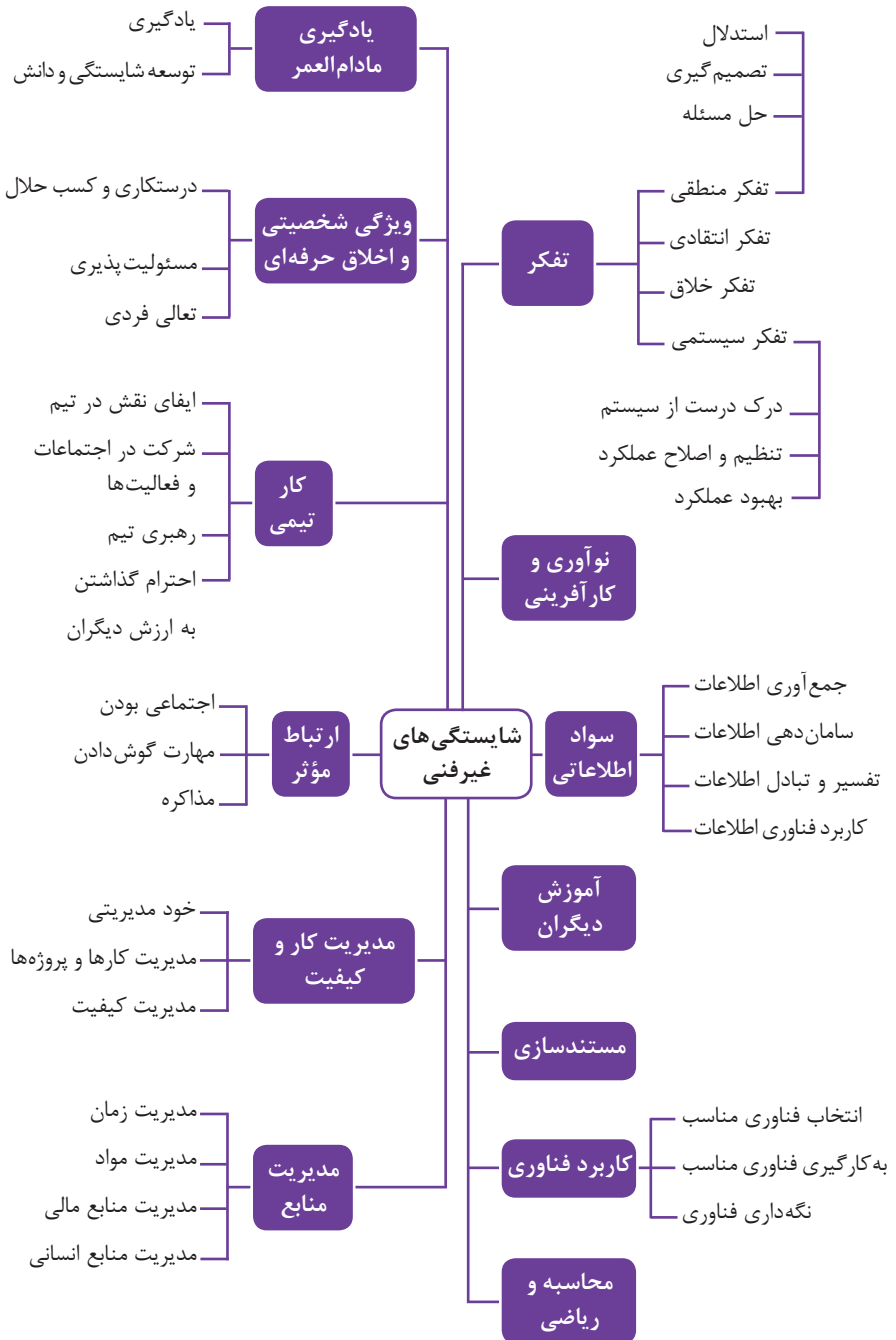 استدلال
تصمیم‌گیری
حل مسئله
تفکر منطقی
تفکر انتقادی
تفکر خلاق
تفکر سیستمی
درک درست از سیستم
تنظیم و اصلاح عملکرد
بهبود عملکرد
تفکر
نوآوری و
کارآفرینی
سواد
اطلاعاتی
جمع‌آوری اطلاعات
سامان‌دهی اطلاعات
تفسیر و تبادل اطلاعات
کاربرد فناوری اطلاعات
آموزش
دیگران
مستندسازی
کاربرد فناوری
انتخاب فناوری مناسب
به‌کارگیری فناوری مناسب
نگه‌داری فناوری
محاسبه و
ریاضی
شایستگی‌های
غیرفنی
یادگیری
مادام‌العمر
یادگیری
توسعه شایستگی و دانش
ویژگی شخصیتی
و اخلاق حرفه‌ای
درستکاری و کسب حلال
مسئولیت‌پذیری
تعالی فردی
کار
تیمی
ایفای نقش در تیم
شرکت در اجتماعات
و فعالیت‌ها
رهبری تیم
احترام گذاشتن
به ارزش دیگران
ارتباط
مؤثر
اجتماعی بودن
مهارت گوش‌دادن
مذاکره
مدیریت کار و
کیفیت
خود مدیریتی
مدیریت کارها و پروژه‌ها
مدیریت کیفیت
مدیریت
منابع
مدیریت زمان
مدیریت مواد
مدیریت منابع مالی
مدیریت منابع انسانی